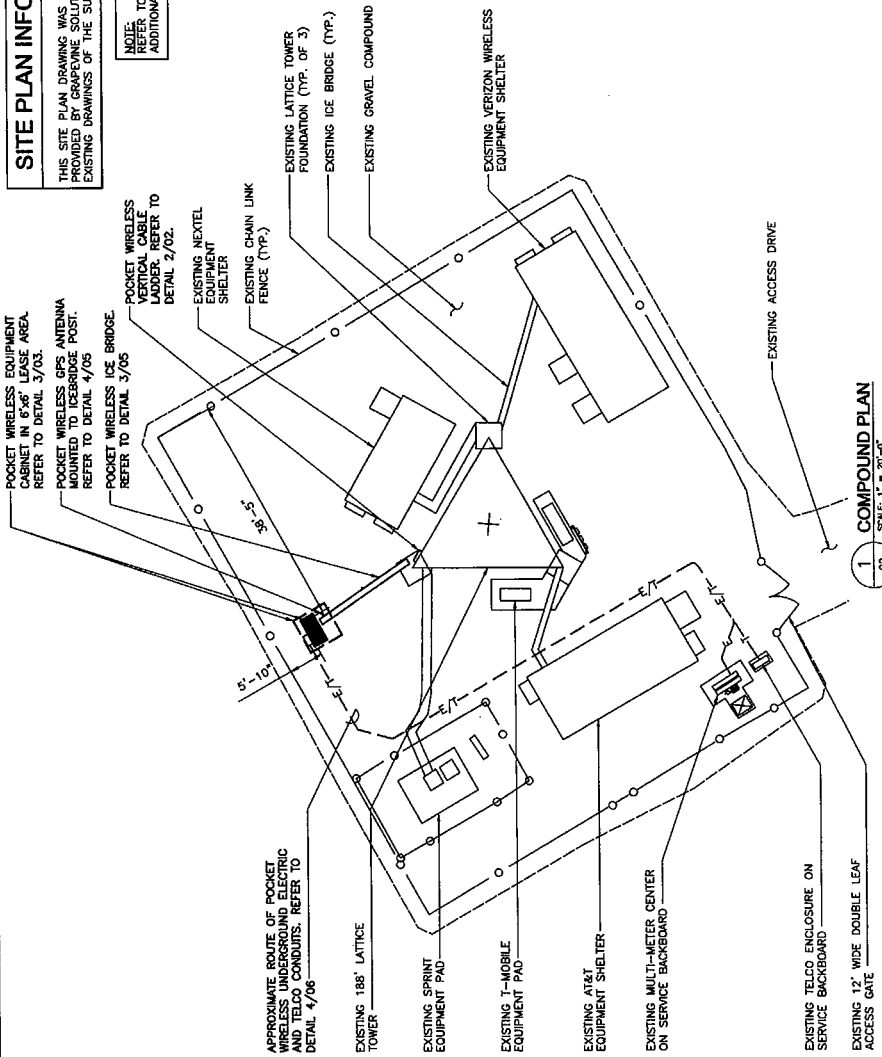 SITE PLAN INFO
THIS SITE PLAN DRAWING WAS
PROVIDED BY GRAPEVINE SOLUT
EXISTING DRAWINGS OF THE SU
NOTE:
REFER TO
ADDITIONA
POCKET WIRELESS EQUIPMENT
CABINET IN 6'x6' LEASE AREA.
REFER TO DETAIL 3/03.
POCKET WIRELESS GPS ANTENNA
MOUNTED TO ICEBRIDGE POST.
REFER TO DETAIL 4/05
POCKET WIRELESS ICE BRIDGE.
REFER TO DETAIL 3/05
POCKET WIRELESS
VERTICAL CABLE
LADDER. REFER TO
DETAIL 2/02.
EXISTING NEXTEL
EQUIPMENT
SHELTER
EXISTING CHAIN LINK
FENCE (TYP.)
EXISTING LATTICE TOWER
FOUNDATION (TYP. OF 3)
EXISTING ICE BRIDGE (TYP.)
EXISTING GRAVEL COMPOUND
EXISTING VERIZON WIRELESS
EQUIPMENT SHELTER
38'-5"
5'-10"
E/T
E/T
E/T
E/T
E
T
APPROXIMATE ROUTE OF POCKET
WIRELESS UNDERGROUND ELECTRIC
AND TELCO CONDUITS. REFER TO
DETAIL 4/06
EXISTING 188' LATTICE
TOWER
EXISTING SPRINT
EQUIPMENT PAD
EXISTING T-MOBILE
EQUIPMENT PAD
EXISTING AT&T
EQUIPMENT SHELTER
EXISTING MULTI-METER CENTER
ON SERVICE BACKBOARD
EXISTING TELCO ENCLOSURE ON
SERVICE BACKBOARD
EXISTING 12' WIDE DOUBLE LEAF
ACCESS GATE
EXISTING ACCESS DRIVE
1
COMPOUND PLAN
SCALE: 1" = 20'-0"